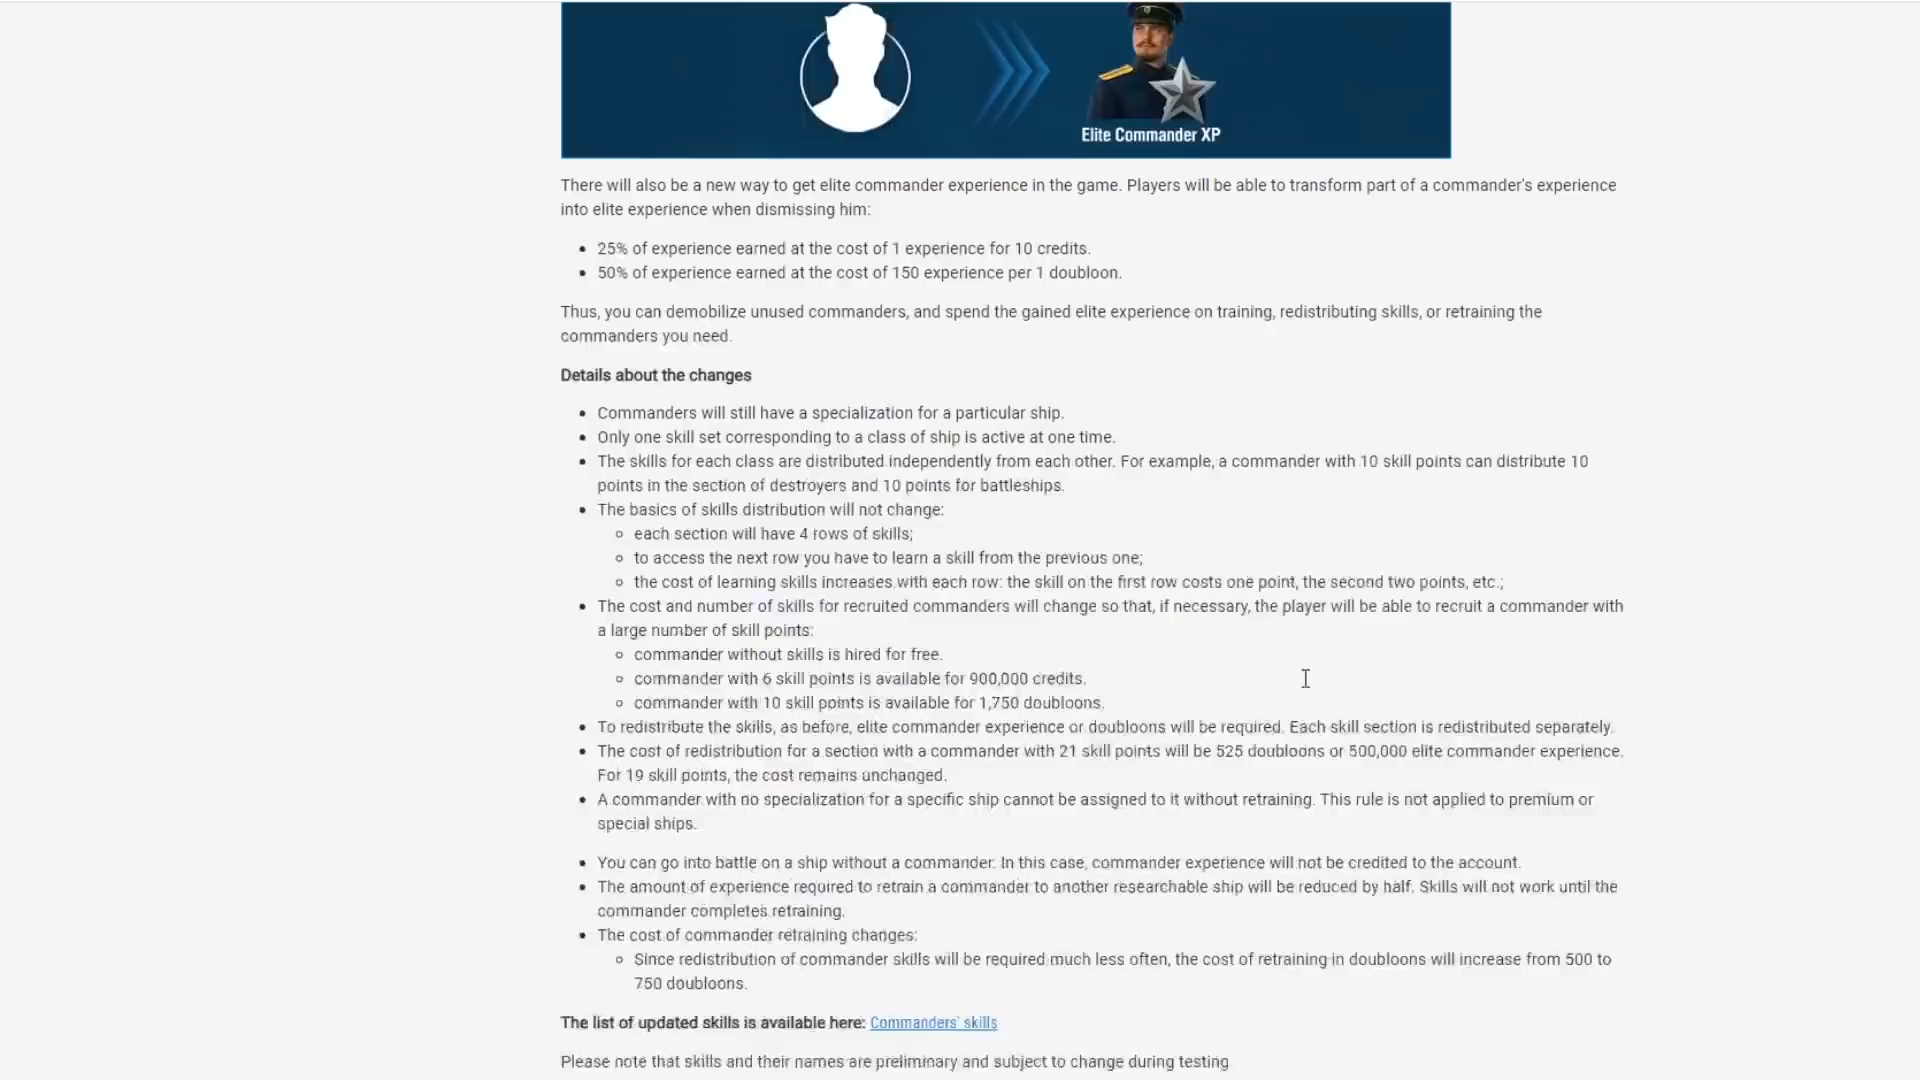 Elite Commander XP
There will also be a new way to get elite commander experience in the game. Players will be able to transform part of a commander's experience
into elite experience when dismissing him:
• 25% of experience earned at the cost of 1 experience for 10 credits.
• 50% of experience earned at the cost of 150 experience per 1 doubloon.
Thus, you can demobilize unused commanders, and spend the gained elite experience on training, redistributing skills, or retraining the
commanders you need.
Details about the changes
• Commanders will still have a specialization for a particular ship.
• Only one skill set corresponding to a class of ship is active at one time.
• The skills for each class are distributed independently from each other. For example, a commander with 10 skill points can distribute 10
points in the section of destroyers and 10 points for battleships.
• The basics of skills distribution will not change:
◦ each section will have 4 rows of skills;
◦ to access the next row you have to learn a skill from the previous one;
◦ the cost of learning skills increases with each row: the skill on the first row costs one point, the second two points, etc.;
• The cost and number of skills for recruited commanders will change so that, if necessary, the player will be able to recruit a commander with
a large number of skill points:
◦ commander without skills is hired for free.
◦ commander with 6 skill points is available for 900,000 credits.
◦ commander with 10 skill points is available for 1,750 doubloons.
• To redistribute the skills, as before, elite commander experience or doubloons will be required. Each skill section is redistributed separately.
• The cost of redistribution for a section with a commander with 21 skill points will be 525 doubloons or 500,000 elite commander experience.
For 19 skill points, the cost remains unchanged.
• A commander with no specialization for a specific ship cannot be assigned to it without retraining. This rule is not applied to premium or
special ships.
• You can go into battle on a ship without a commander. In this case, commander experience will not be credited to the account.
• The amount of experience required to retrain a commander to another researchable ship will be reduced by half. Skills will not work until the
commander completes retraining.
• The cost of commander retraining changes:
◦ Since redistribution of commander skills will be required much less often, the cost of retraining in doubloons will increase from 500 to
750 doubloons.
The list of updated skills is available here: Commanders' skills
Please note that skills and their names are preliminary and subject to change during testing